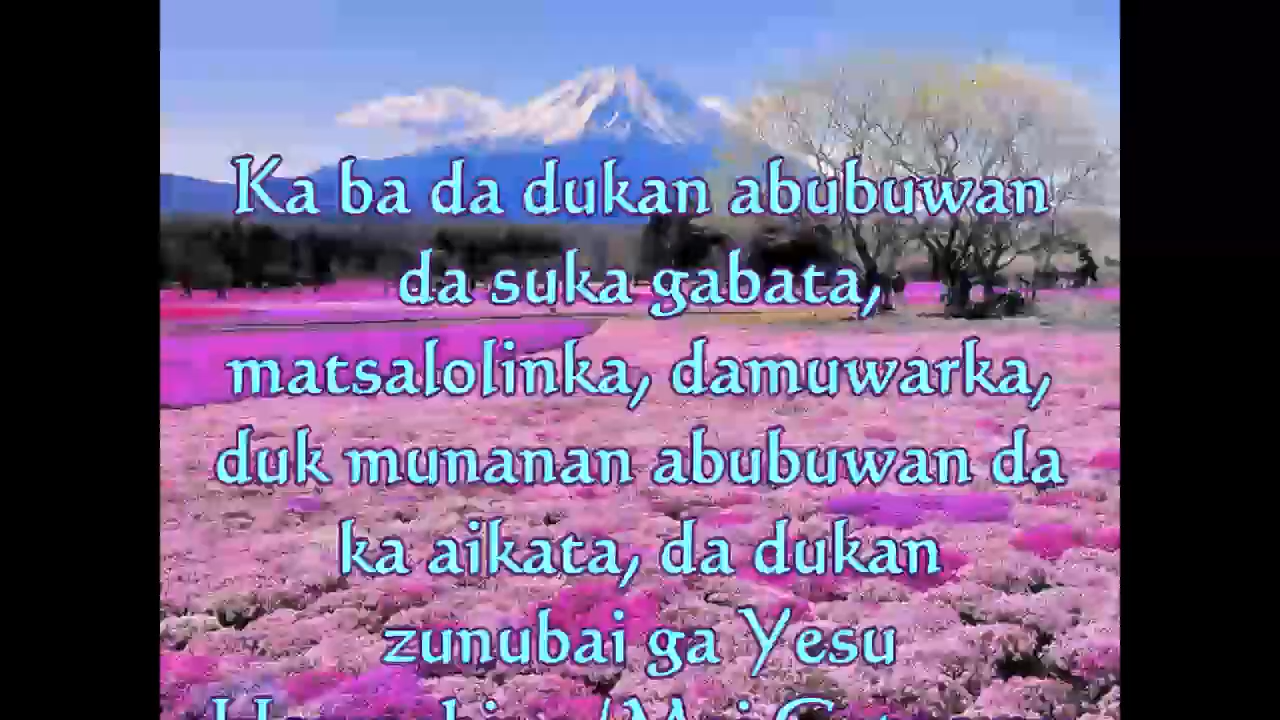 Ka ba da dukan abubuwan
da suka gabata,
matsalolinka, damuwarka,
duk munanan abubuwan da
ka aikata, da dukan
zunubai ga Yesu